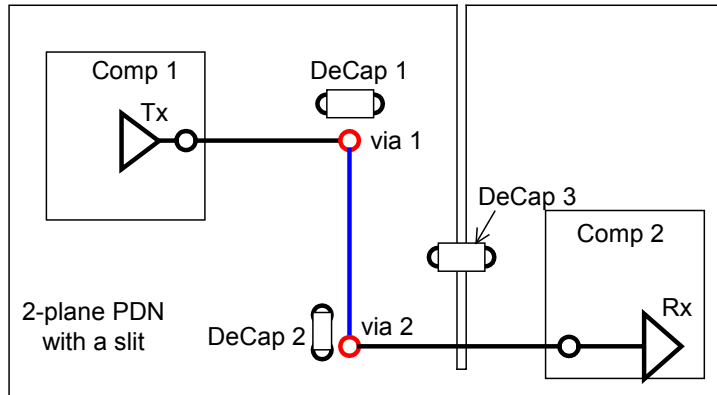 Comp 1
DeCap 1
Tx
via 1
DeCap 3
Comp 2
2-plane PDN
with a slit
DeCap 2
via 2
Rx